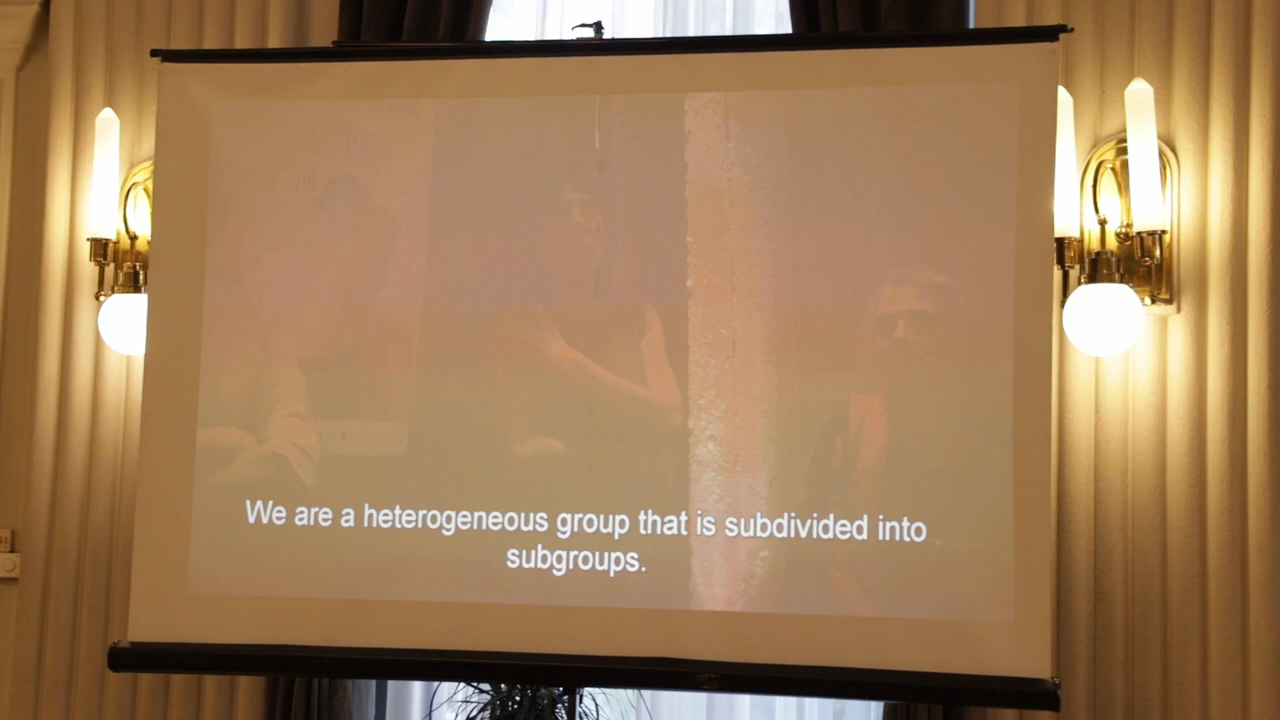 We are a heterogeneous group that is subdivided into
subgroups.